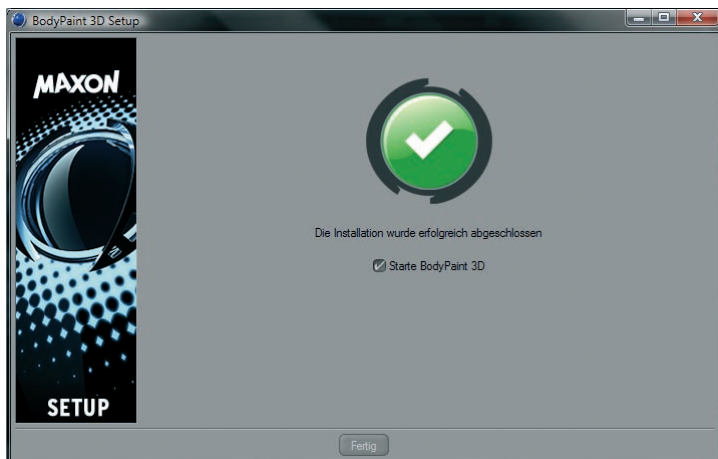 BodyPaint 3D Setup
MAXON
Die Installation wurde erfolgreich abgeschlossen
Starte BodyPaint 3D
SETUP
Fertig